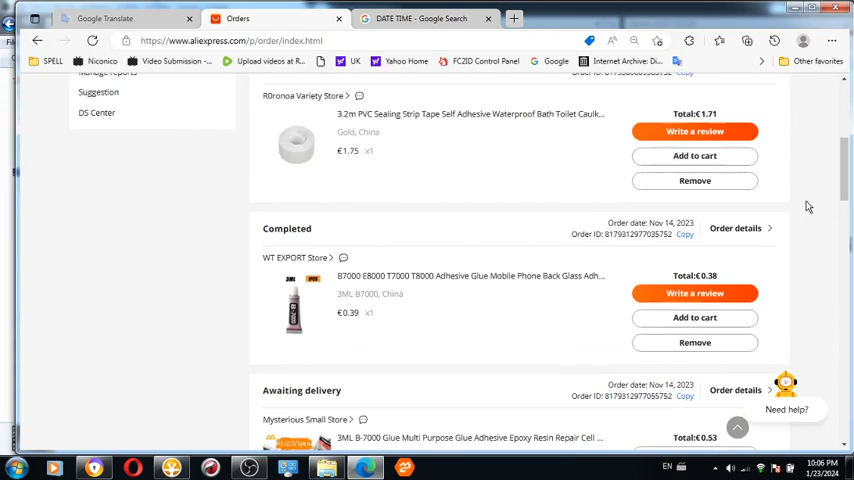 Google Translate
Orders
DATE TIME - Google Search
https://www.aliexpress.com/p/order/index.html
SPELL
Niconico
Video Submission -...
Upload videos at R...
UK
Yahoo Home
FC2ID Control Panel
Google
Internet Archive: Di...
Other favorites
Manage reports
Suggestion
DS Center
Copy
R0ronoa Variety Store >
3.2m PVC Sealing Strip Tape Self Adhesive Waterproof Bath Toilet Caulk...
Gold, China
€ 1.75 x1
Total:€ 1.71
Write a review
Add to cart
Remove
Completed
Order date: Nov 14, 2023
Order ID: 8179312977035752 Copy
Order details >
WT EXPORT Store >
B7000 E8000 T7000 T8000 Adhesive Glue Mobile Phone Back Glass Adh...
3ML B7000, China
€ 0.39 x1
3ML
Total:€ 0.38
Write a review
Add to cart
Remove
Awaiting delivery
Order date: Nov 14, 2023
Order ID: 8179312977055752 Copy
Order details >
Mysterious Small Store >
3ML B-7000 Glue Multi Purpose Glue Adhesive Epoxy Resin Repair Cell ...
Total:€ 0.53
Need help?
EN
10:06 PM
1/23/2024